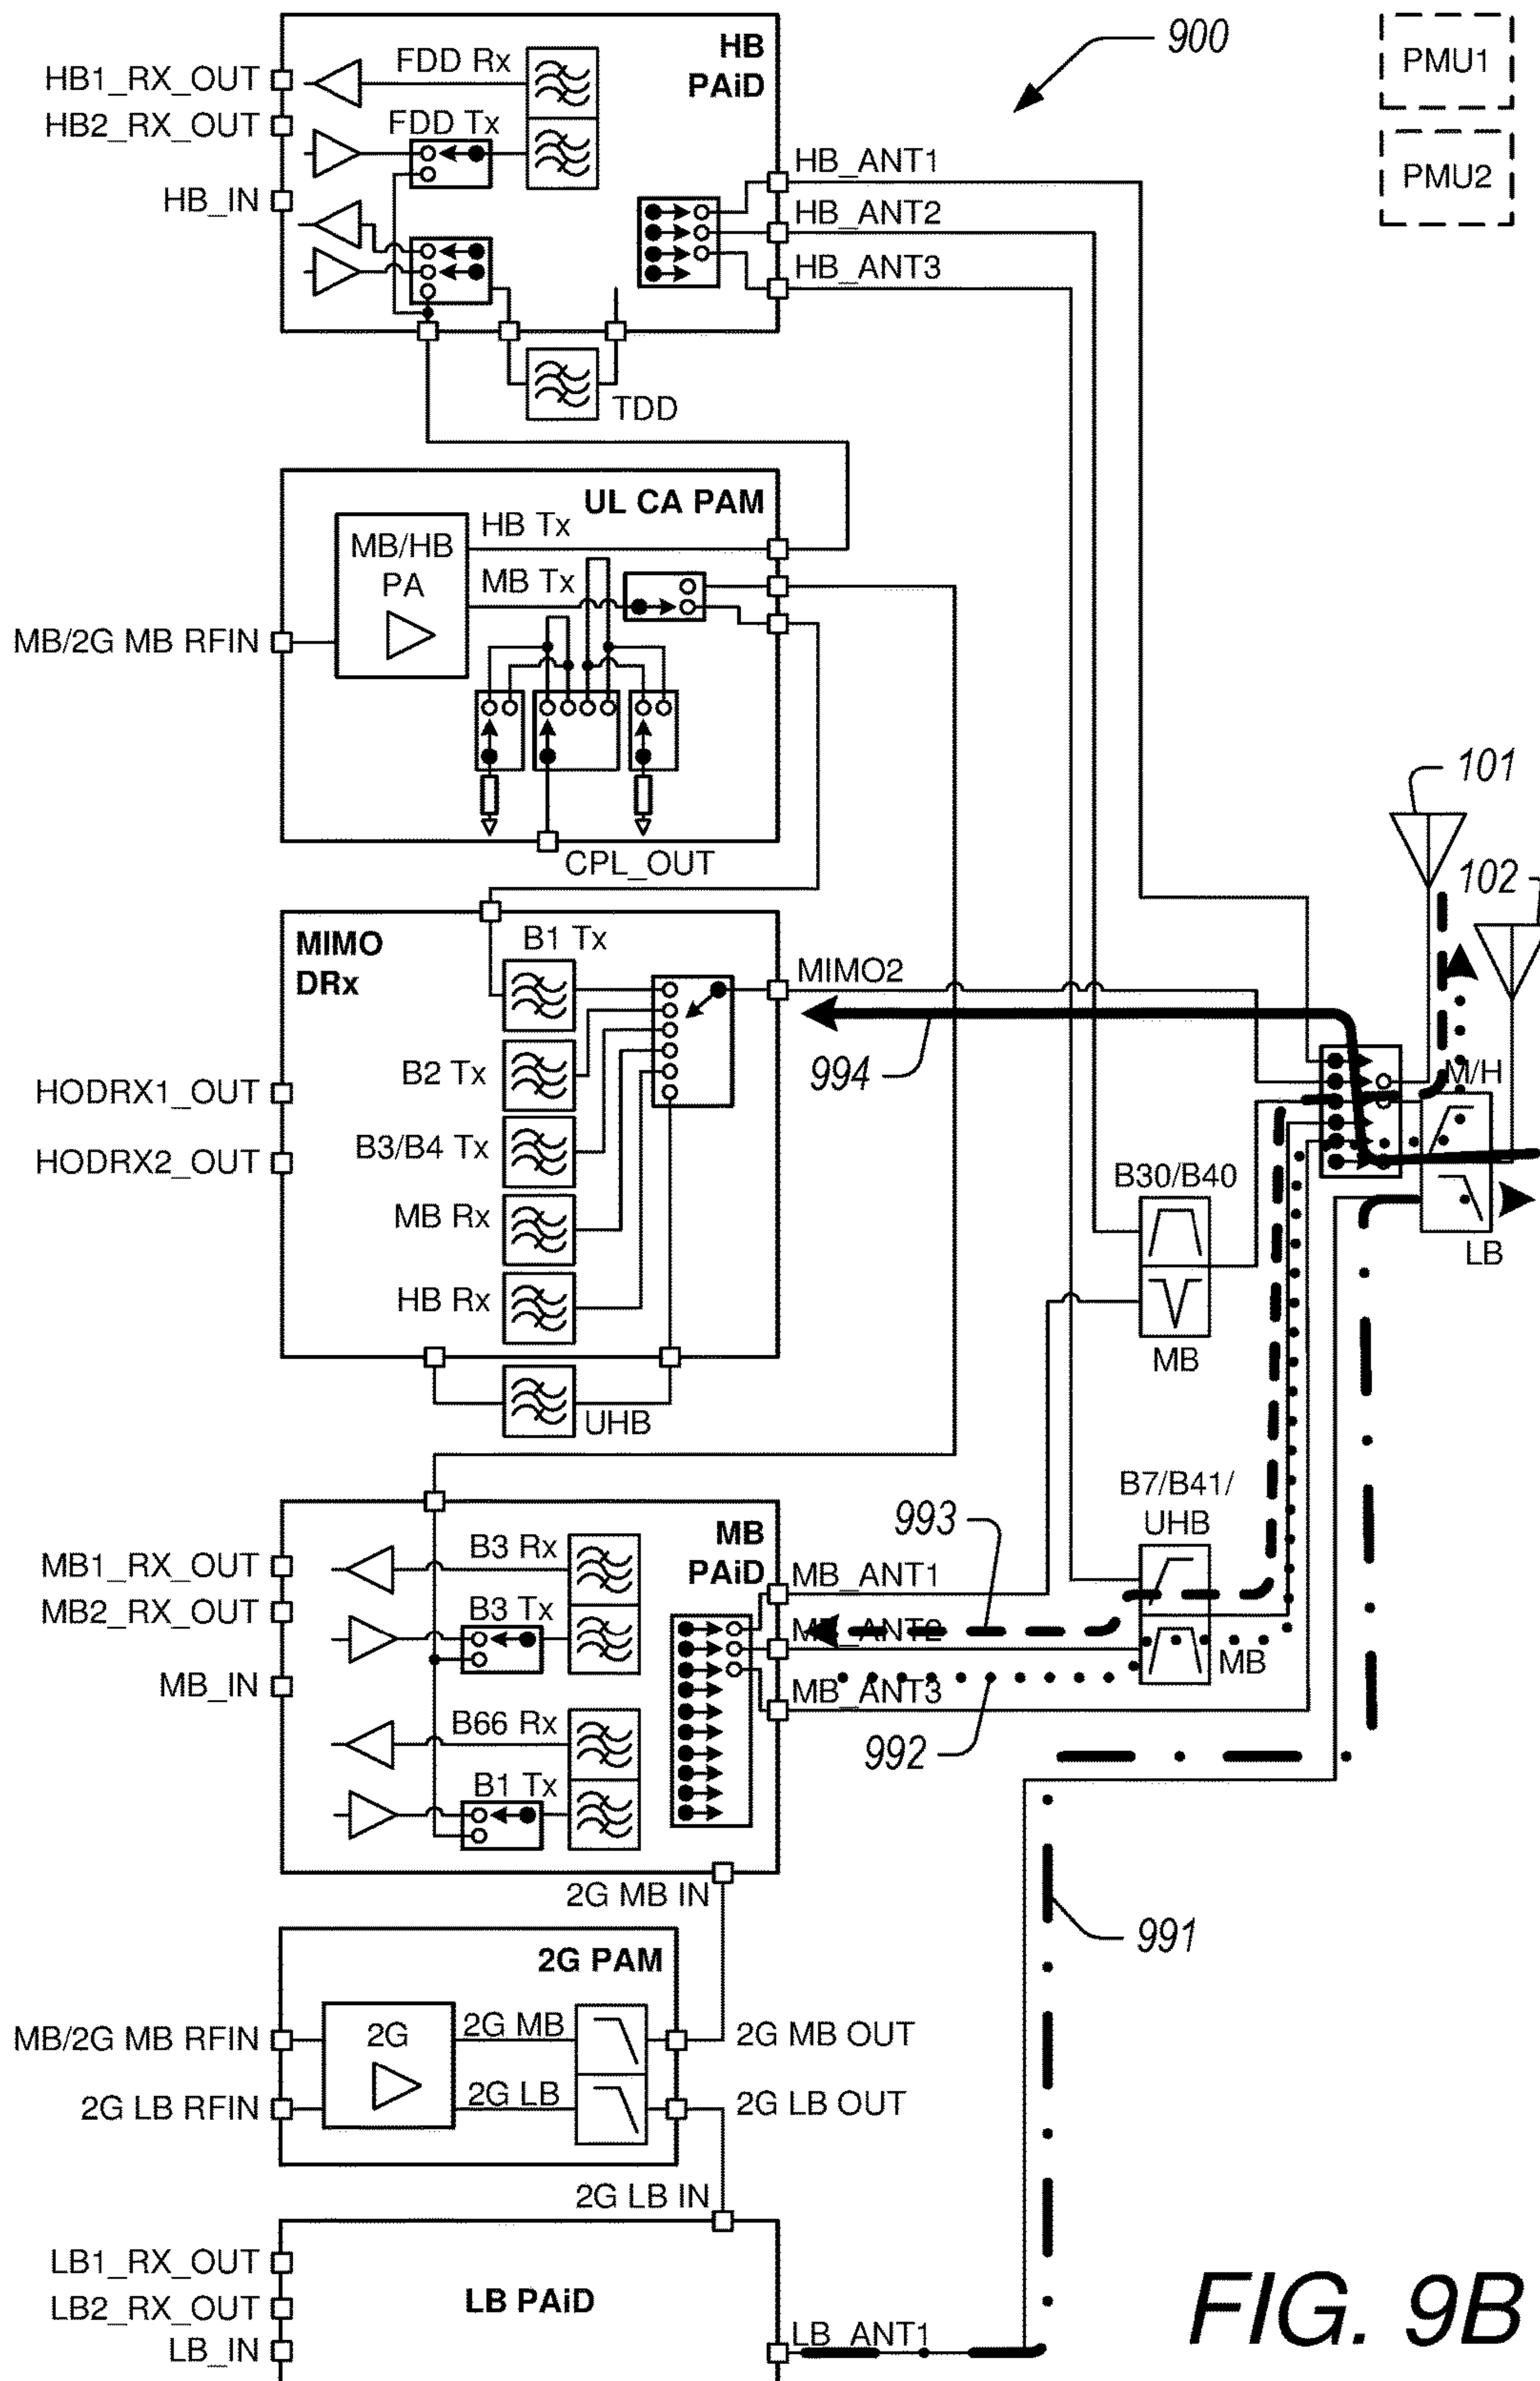 900
PMU1
PMU2
HB
PAiD
FDD Rx
HB1_RX_OUT
FDD Tx
HB2_RX_OUT
HB_IN
HB_ANT1
HB_ANT2
HB_ANT3
TDD
UL CA PAM
MB/HB
PA
HB Tx
MB Tx
MB/2G MB RFIN
CPL_OUT
101
102
MIMO
DRx
B1 Tx
MIMO2
B2 Tx
994
HODRX1_OUT
B3/B4 Tx
HODRX2_OUT
MB Rx
HB Rx
UHB
M/H
LB
B30/B40
MB
B7/B41/
UHB
MB
MB
PAiD
B3 Rx
MB1_RX_OUT
MB2_RX_OUT
B3 Tx
MB_IN
B66 Rx
B1 Tx
993
MB_ANT1
MB_ANT2
MB_ANT3
992
2G MB IN
991
2G PAM
2G
2G MB
2G LB
MB/2G MB RFIN
2G LB RFIN
2G MB OUT
2G LB OUT
2G LB IN
LB1_RX_OUT
LB2_RX_OUT
LB_IN
LB PAiD
LB_ANT1
FIG. 9B